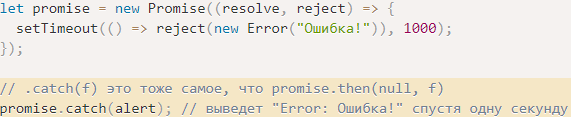 let promise = new Promise((resolve, reject) => {
  setTimeout(() => reject(new Error("Ошибка!")), 1000);
});

// .catch(f) это тоже самое, что promise.then(null, f)
promise.catch(alert); // выведет "Error: Ошибка!" спустя одну секунду